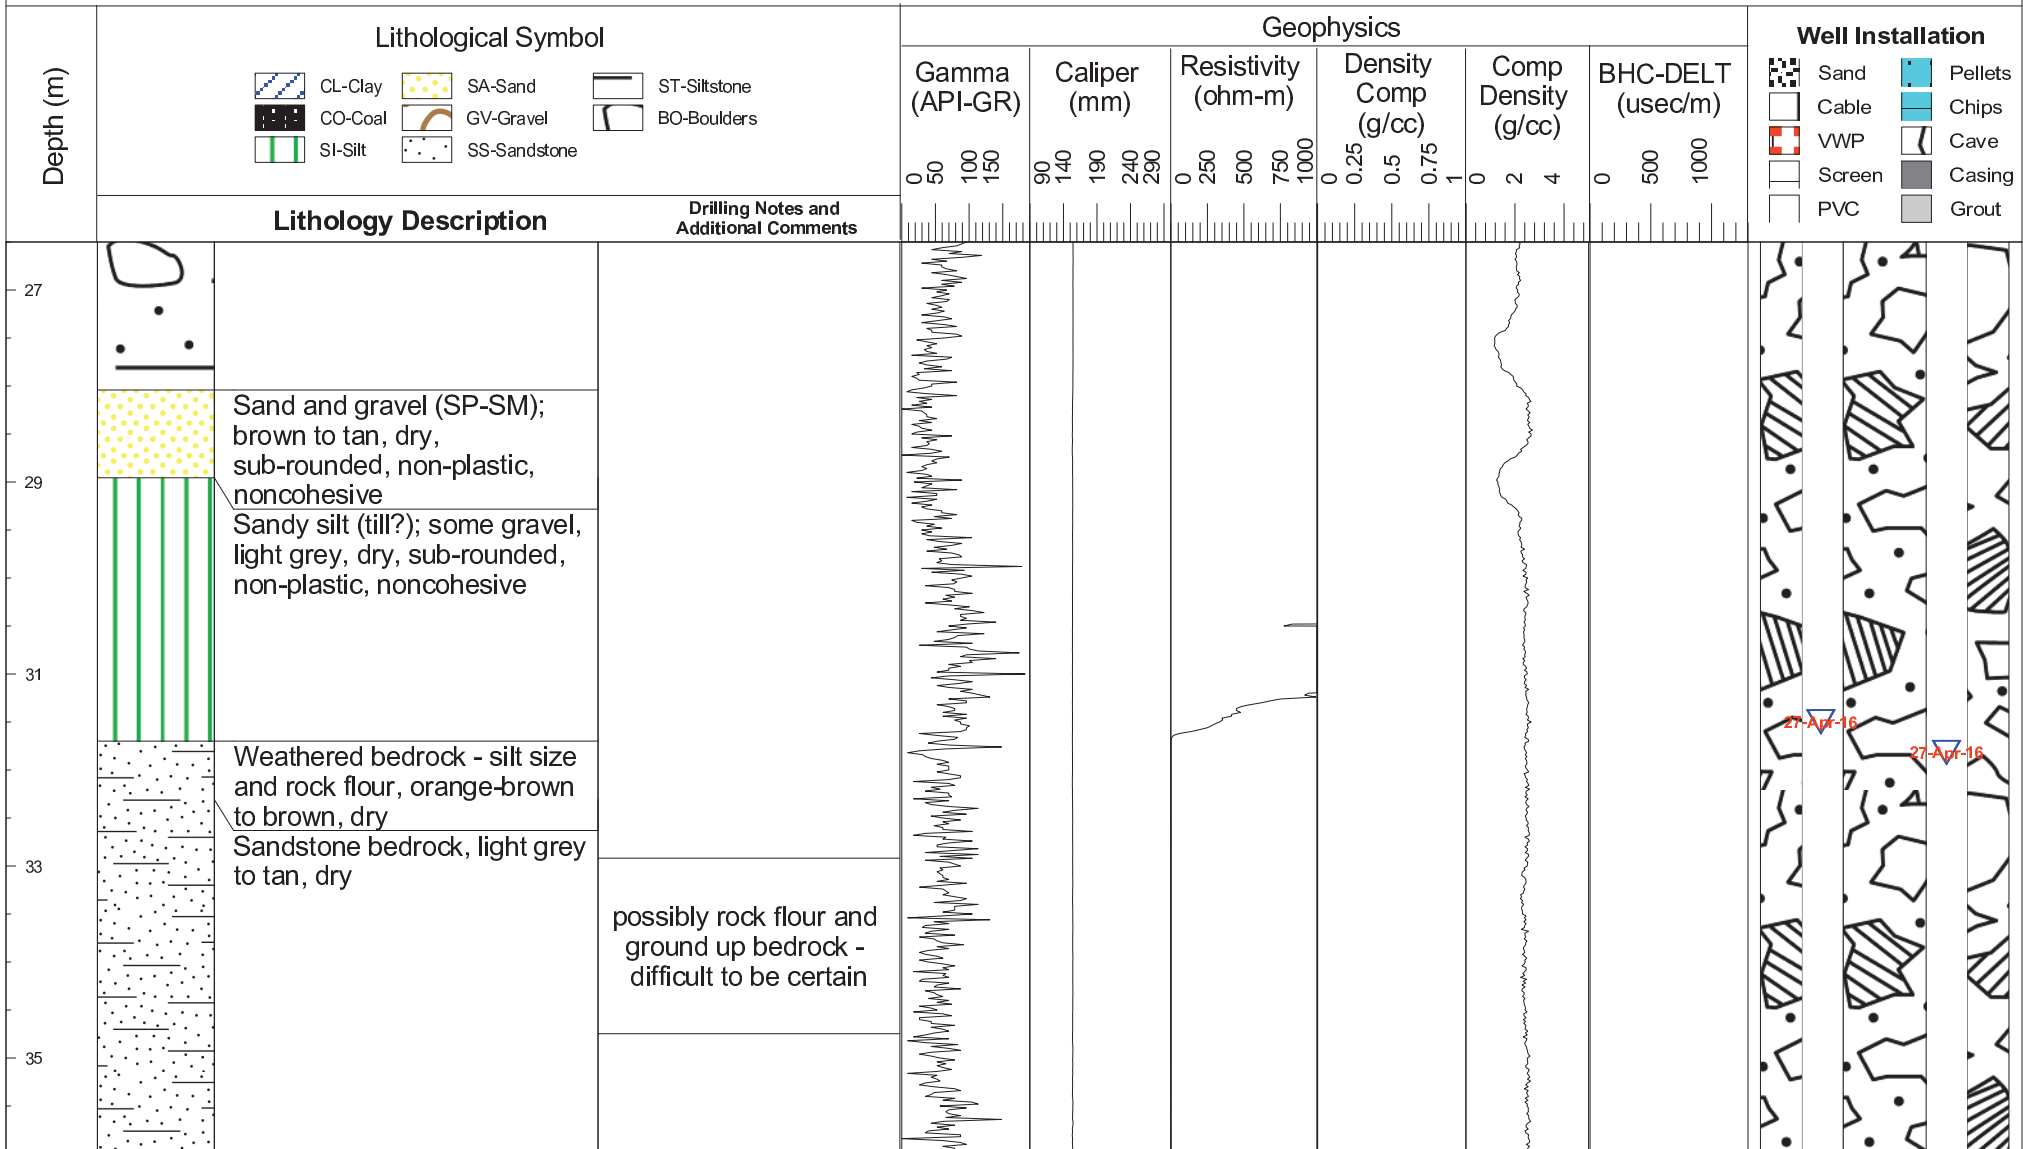 Depth (m)
Lithological Symbol
CL-Clay
SA-Sand
ST-Siltstone
CO-Coal
GV-Gravel
BO-Boulders
SI-Silt
SS-Sandstone
Lithology Description
Drilling Notes and
Additional Comments
Geophysics
Gamma
(API-GR)
0 50 100 150
Caliper
(mm)
90 140 190 240 290
Resistivity
(ohm-m)
0 250 500 750 1000
Density
Comp
(g/cc)
0 0.25 0.5 0.75 1
Comp
Density
(g/cc)
0 2 4
BHC-DELT
(usec/m)
0 500 1000
Well Installation
Sand
Pellets
Cable
Chips
VWP
Cave
Screen
Casing
PVC
Grout
27
29
31
33
35
Sand and gravel (SP-SM);
brown to tan, dry,
sub-rounded, non-plastic,
noncohesive
Sandy silt (till?); some gravel,
light grey, dry, sub-rounded,
non-plastic, noncohesive
Weathered bedrock - silt size
and rock flour, orange-brown
to brown, dry
Sandstone bedrock, light grey
to tan, dry
possibly rock flour and
ground up bedrock -
difficult to be certain
27-Apr-16
27-Apr-16